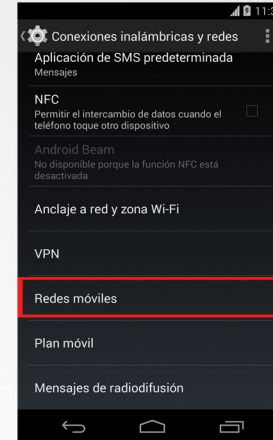 11:3
Conexiones inalámbricas y redes
Aplicación de SMS predeterminada
Mensajes
NFC
Permitir el intercambio de datos cuando el
teléfono toque otro dispositivo
Android Beam
No disponible porque la función NFC está
desactivada
Anclaje a red y zona Wi-Fi
VPN
Redes móviles
Plan móvil
Mensajes de radiodifusión